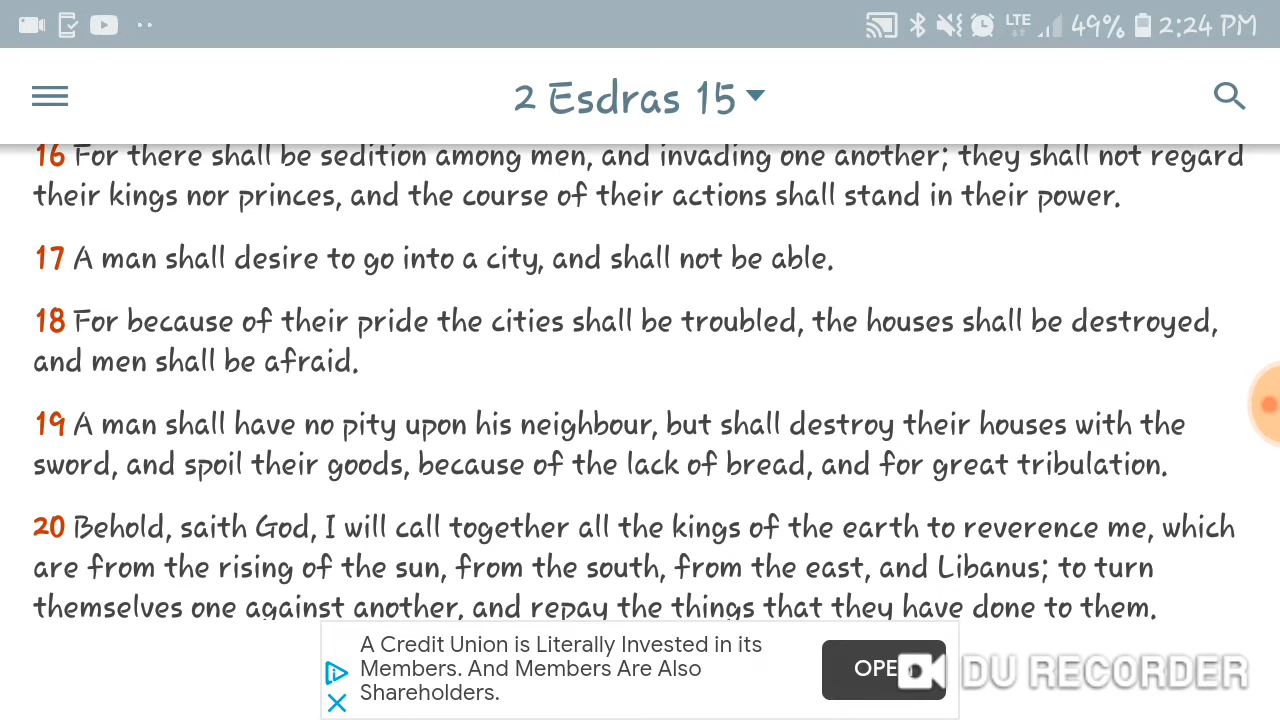 LTE 49% 2:24 PM
2 Esdras 15
16 For there shall be sedition among men, and invading one another; they shall not regard
their kings nor princes, and the course of their actions shall stand in their power.
17 A man shall desire to go into a city, and shall not be able.
18 For because of their pride the cities shall be troubled, the houses shall be destroyed,
and men shall be afraid.
19 A man shall have no pity upon his neighbour, but shall destroy their houses with the
sword, and spoil their goods, because of the lack of bread, and for great tribulation.
20 Behold, saith God, I will call together all the kings of the earth to reverence me, which
are from the rising of the sun, from the south, from the east, and Libanus; to turn
themselves one against another, and repay the things that they have done to them.
A Credit Union is Literally Invested in its
Members. And Members Are Also
Shareholders.
DU RECORDER